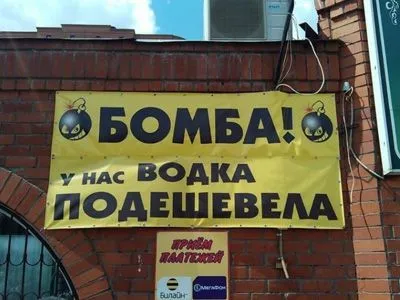 БОМБА!
У НАС ВОДКА
ПОДЕШЕВЕЛА
ПРИЁМ
ПЛАТЕЖЕЙ
Билайн
МегаФон